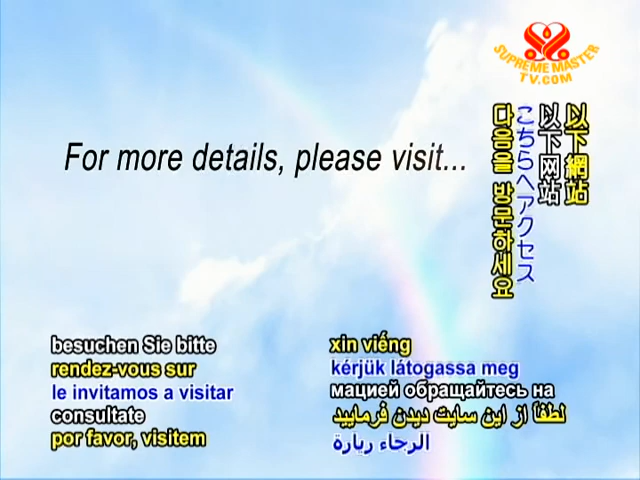 SUPREME MASTER
TV.COM
For more details, please visit...
以下網站
以下网站
こちらへアクセス
다음을 방문하세요
besuchen Sie bitte
rendez-vous sur
le invitamos a visitar
consultate
por favor, visitem
xin viếng
kérjük látogassa meg
мацией обращайтесь на
لطفاً از این سایت دیدن فرمایید
الرجاء زيارة